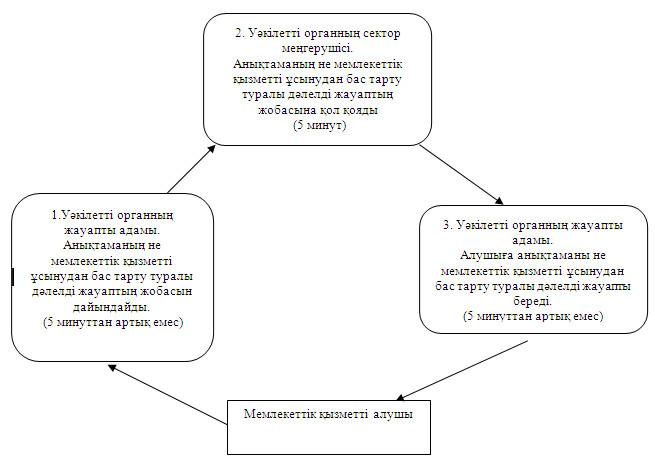 2. Уәкілетті органның сектор
меңгерушісі.
Анықтаманың не мемлекеттік
қызметті ұсынудан бас тарту
туралы дәлелді жауаптың
жобасына қол қояды
(5 минут)
1.Уәкілетті органның
жауапты адамы.
Анықтаманың не
мемлекеттік қызметті
ұсынудан бас тарту туралы
дәлелді жауаптың жобасын
дайындайды.
(5 минуттан артық емес)
3. Уәкілетті органның жауапты
адамы.
Алушыға анықтаманы не
мемлекеттік қызметті ұсынудан
бас тарту туралы дәлелді жауапты
береді.
(5 минуттан артық емес)
Мемлекеттік қызметті алушы